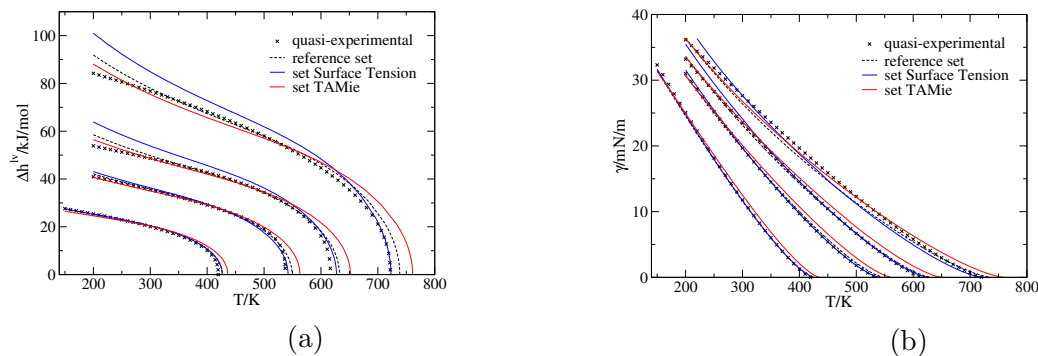 Δh^lv/kJ/mol
100
80
60
40
20
0
200 300 400 500 600 700 800
T/K
quasi-experimental
reference set
set Surface Tension
set TAMie
(a)
γ/mN/m
40
30
20
10
0
200 300 400 500 600 700 800
T/K
quasi-experimental
reference set
set Surface Tension
set TAMie
(b)